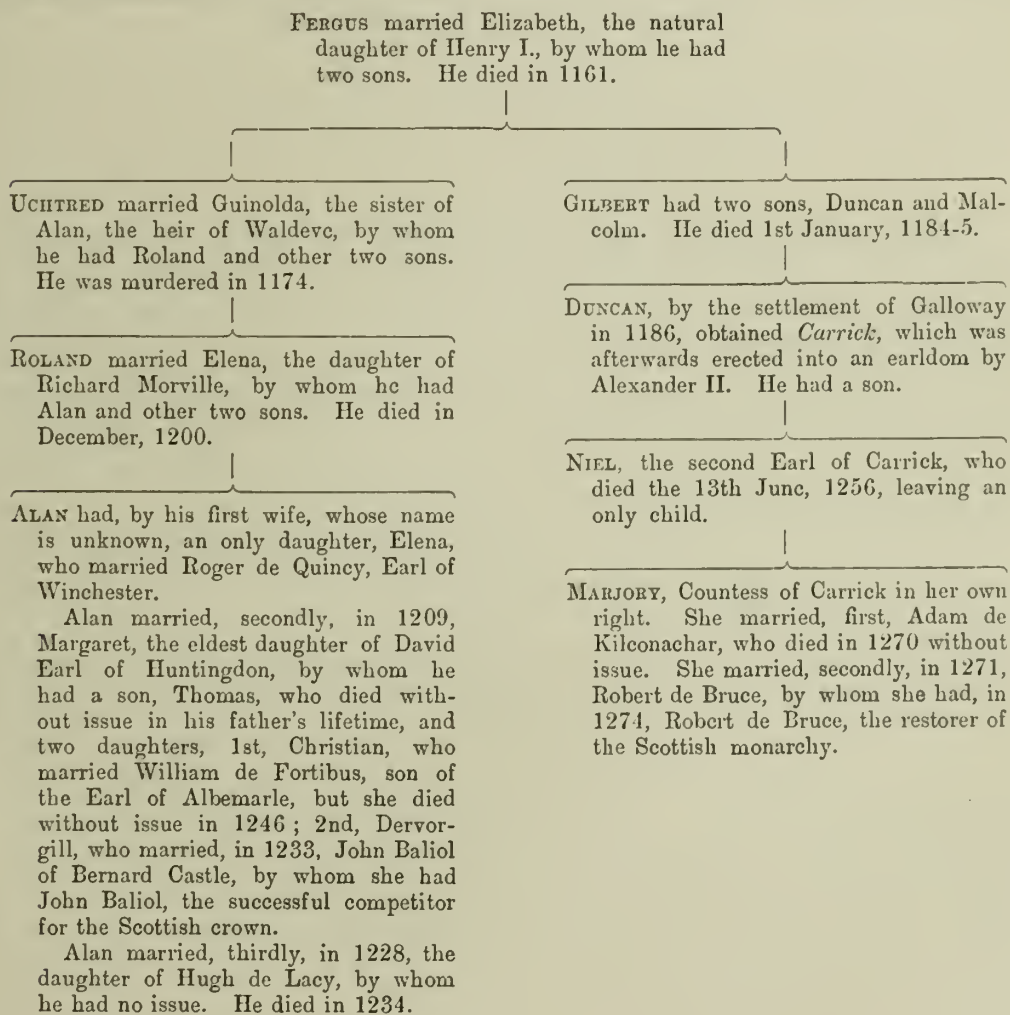 FERGUS married Elizabeth, the natural
daughter of Henry I., by whom he had
two sons. He died in 1161.
UCHTRED married Guinolda, the sister of
Alan, the heir of Waldeve, by whom
he had Roland and other two sons.
He was murdered in 1174.
ROLAND married Elena, the daughter of
Richard Morville, by whom he had
Alan and other two sons. He died in
December, 1200.
ALAN had, by his first wife, whose name
is unknown, an only daughter, Elena,
who married Roger de Quincy, Earl of
Winchester.
Alan married, secondly, in 1209,
Margaret, the eldest daughter of David
Earl of Huntingdon, by whom he
had a son, Thomas, who died with-
out issue in his father's lifetime, and
two daughters, 1st, Christian, who
married William de Fortibus, son of
the Earl of Albemarle, but she died
without issue in 1246 ; 2nd, Dervor-
gill, who married, in 1233, John Baliol
of Bernard Castle, by whom she had
John Baliol, the successful competitor
for the Scottish crown.
Alan married, thirdly, in 1228, the
daughter of Hugh de Lacy, by whom
he had no issue. He died in 1234.
GILBERT had two sons, Duncan and Mal-
colm. He died 1st January, 1184-5.
DUNCAN, by the settlement of Galloway
in 1186, obtained Carrick, which was
afterwards erected into an earldom by
Alexander II. He had a son.
NIEL, the second Earl of Carrick, who
died the 13th June, 1256, leaving an
only child.
MARJORY, Countess of Carrick in her own
right. She married, first, Adam de
Kilconachar, who died in 1270 without
issue. She married, secondly, in 1271,
Robert de Bruce, by whom she had, in
1274, Robert de Bruce, the restorer of
the Scottish monarchy.